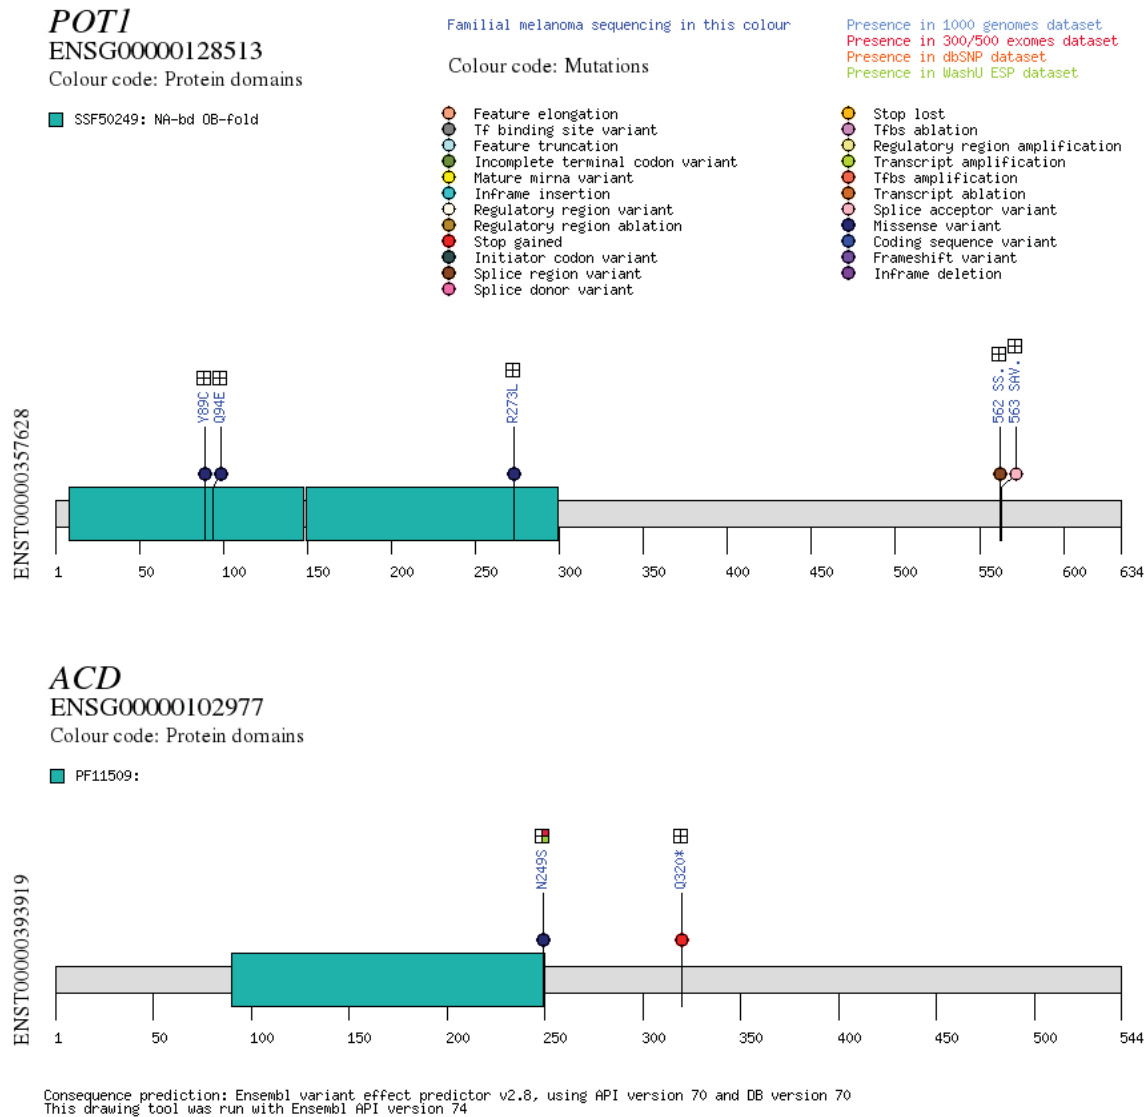 POT1
ENSG00000128513
Colour code: Protein domains
SSF50249: NA-bd OB-fold
Familial melanoma sequencing in this colour
Colour code: Mutations
Presence in 1000 genomes dataset
Presence in 300/500 exomes dataset
Presence in dbSNP dataset
Presence in WashU ESP dataset
Feature elongation
Tf binding site variant
Feature truncation
Incomplete terminal codon variant
Mature mirna variant
Inframe insertion
Regulatory region variant
Regulatory region ablation
Stop gained
Initiator codon variant
Splice region variant
Splice donor variant
Stop lost
Tfbs ablation
Regulatory region amplification
Transcript amplification
Tfbs amplification
Transcript ablation
Splice acceptor variant
Missense variant
Coding sequence variant
Frameshift variant
Inframe deletion
ENST00000357628
Y89C
Q94E
R273L
562 SS.
563 SAV.
1 50 100 150 200 250 300 350 400 450 500 550 600 634
ACD
ENSG00000102977
Colour code: Protein domains
PF11509:
ENST00000393919
N249S
Q320*
1 50 100 150 200 250 300 350 400 450 500 544
Consequence prediction: Ensembl variant effect predictor v2.8, using API version 70 and DB version 70
This drawing tool was run with Ensembl API version 74